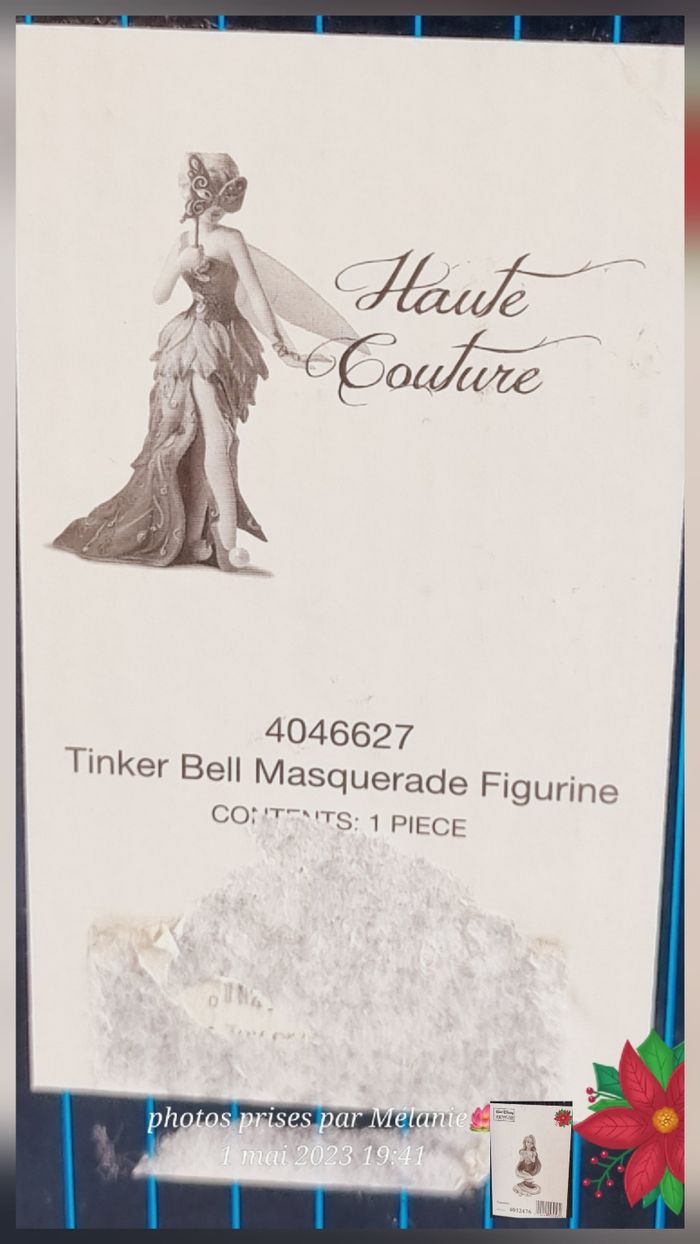 Haute
Couture
4046627
Tinker Bell Masquerade Figurine
CONTENTS: 1 PIECE
photos prises par Mélanie
1 mai 2023 19:41